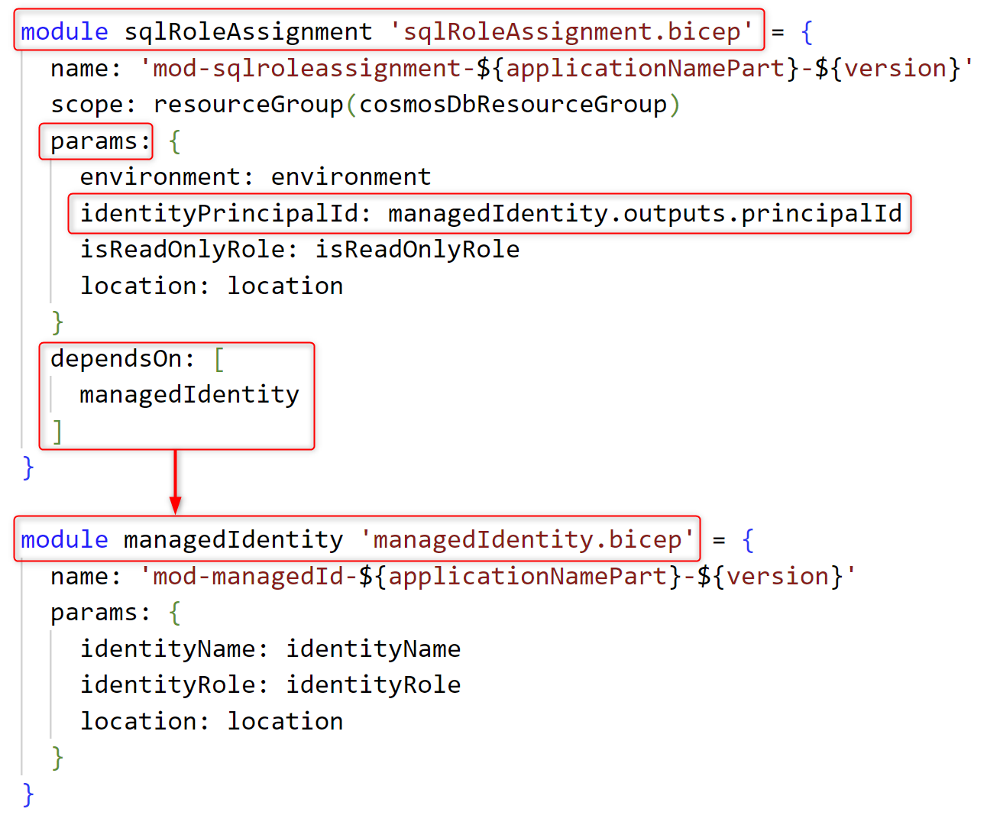 module sqlRoleAssignment 'sqlRoleAssignment.bicep' = {
  name: 'mod-sqlroleassignment-${applicationNamePart}-${version}'
  scope: resourceGroup(cosmosDbResourceGroup)
  params: {
    environment: environment
    identityPrincipalId: managedIdentity.outputs.principalId
    isReadOnlyRole: isReadOnlyRole
    location: location
  }
  dependsOn: [
    managedIdentity
  ]
}
module managedIdentity 'managedIdentity.bicep' = {
  name: 'mod-managedId-${applicationNamePart}-${version}'
  params: {
    identityName: identityName
    identityRole: identityRole
    location: location
  }
}